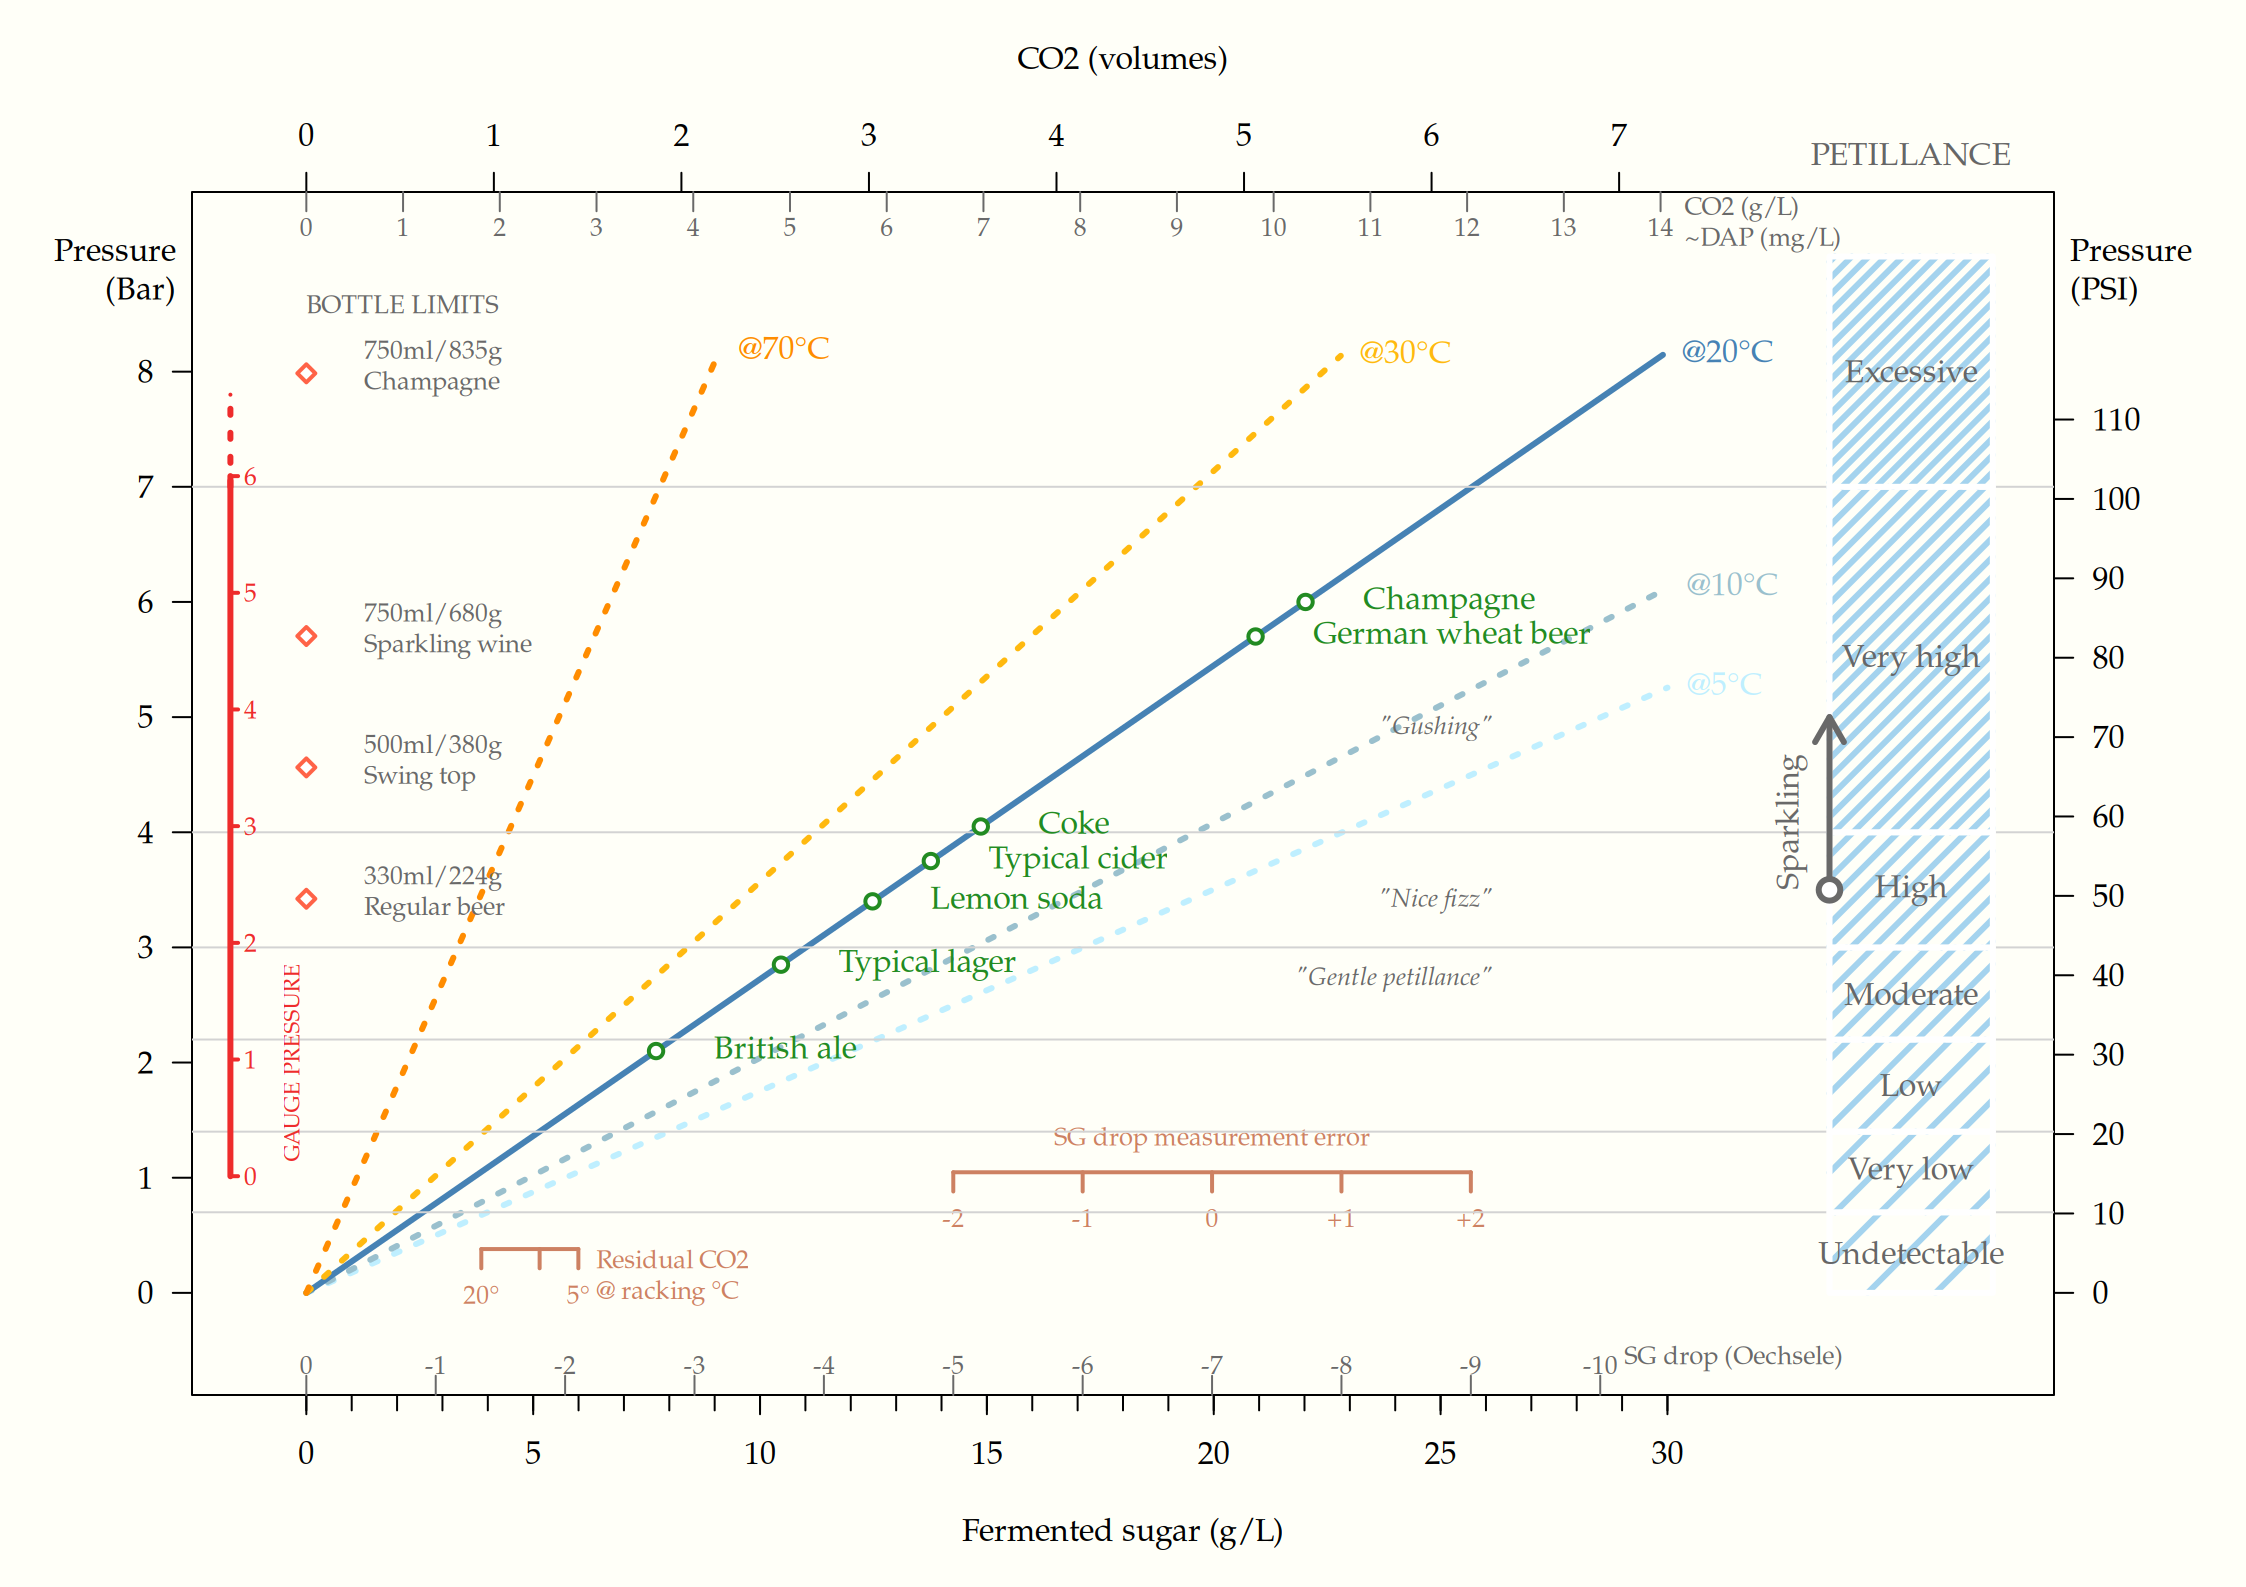 CO2 (volumes)
0 1 2 3 4 5 6 7
PETILLANCE
0 1 2 3 4 5 6 7 8 9 10 11 12 13 14
CO2 (g/L)
~DAP (mg/L)
Pressure
(Bar)
Pressure
(PSI)
BOTTLE LIMITS
750ml/835g
Champagne
750ml/680g
Sparkling wine
500ml/380g
Swing top
330ml/224g
Regular beer
8
7
6
5
4
3
2
1
0
6
5
4
3
2
1
0
GAUGE PRESSURE
@70°C
@30°C
@20°C
@10°C
@5°C
Champagne
German wheat beer
Coke
Typical cider
Lemon soda
Typical lager
British ale
"Gushing"
"Nice fizz"
"Gentle petillance"
SG drop measurement error
-2 -1 0 +1 +2
Residual CO2
@ racking °C
20° 5°
Sparkling
Excessive
Very high
High
Moderate
Low
Very low
Undetectable
110
100
90
80
70
60
50
40
30
20
10
0
0 -1 -2 -3 -4 -5 -6 -7 -8 -9 -10 SG drop (Oechsele)
0 5 10 15 20 25 30
Fermented sugar (g/L)